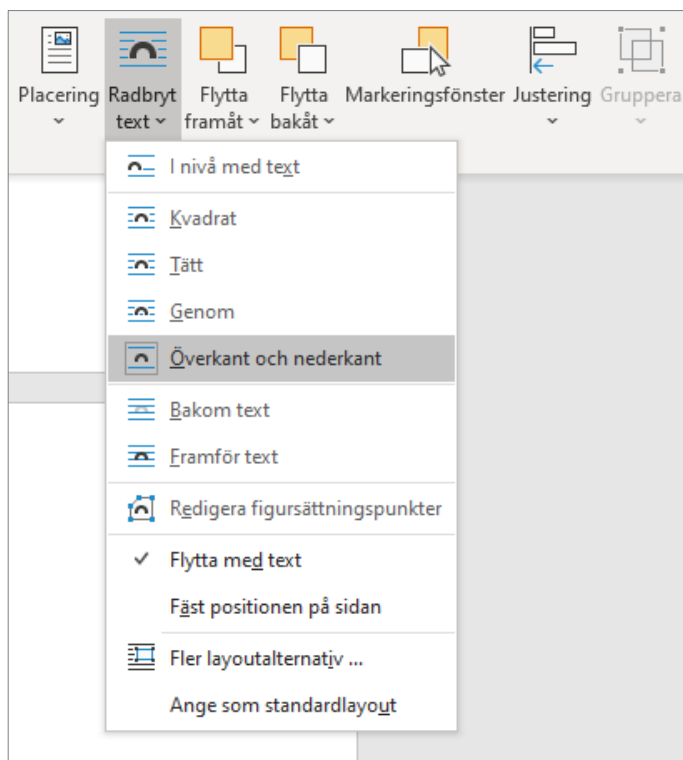 Placering Radbryt text Flytta framåt Flytta bakåt Markeringsfönster Justering Gruppera
I nivå med text
Kvadrat
Tätt
Genom
Överkant och nederkant
Bakom text
Framför text
Redigera figursättningspunkter
Flytta med text
Fäst positionen på sidan
Fler layoutalternativ ...
Ange som standardlayout